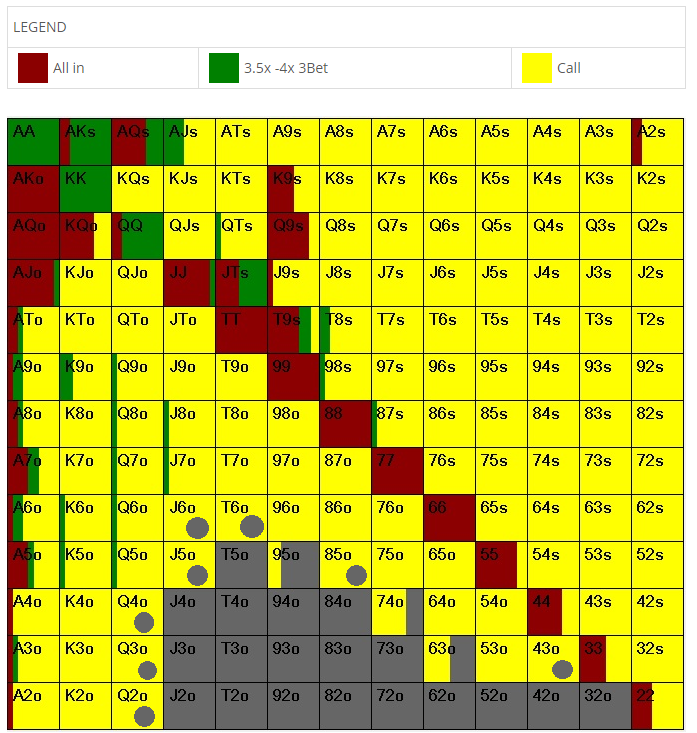 LEGEND
All in 3.5x -4x 3Bet Call
AA AKs AQs AJs ATs A9s A8s A7s A6s A5s A4s A3s A2s
AKo KK KQs KJs KTs K9s K8s K7s K6s K5s K4s K3s K2s
AQo KQo QQ QJs QTs Q9s Q8s Q7s Q6s Q5s Q4s Q3s Q2s
AJo KJo QJo JJ JTs J9s J8s J7s J6s J5s J4s J3s J2s
ATo KTo QTo JTo TT T9s T8s T7s T6s T5s T4s T3s T2s
A9o K9o Q9o J9o T9o 99 98s 97s 96s 95s 94s 93s 92s
A8o K8o Q8o J8o T8o 98o 88 87s 86s 85s 84s 83s 82s
A7o K7o Q7o J7o T7o 97o 87o 77 76s 75s 74s 73s 72s
A6o K6o Q6o J6o T6o 96o 86o 76o 66 65s 64s 63s 62s
A5o K5o Q5o J5o T5o 95o 85o 75o 65o 55 54s 53s 52s
A4o K4o Q4o J4o T4o 94o 84o 74o 64o 54o 44 43s 42s
A3o K3o Q3o J3o T3o 93o 83o 73o 63o 53o 43o 33 32s
A2o K2o Q2o J2o T2o 92o 82o 72o 62o 52o 42o 32o 22